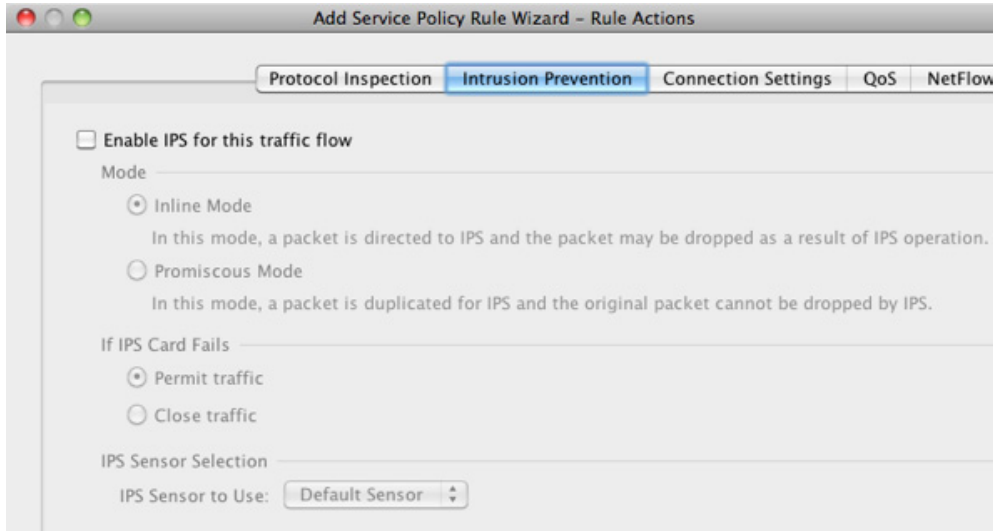 Add Service Policy Rule Wizard – Rule Actions
Protocol Inspection Intrusion Prevention Connection Settings QoS NetFlow
Enable IPS for this traffic flow
Mode
Inline Mode
In this mode, a packet is directed to IPS and the packet may be dropped as a result of IPS operation.
Promiscous Mode
In this mode, a packet is duplicated for IPS and the original packet cannot be dropped by IPS.
If IPS Card Fails
Permit traffic
Close traffic
IPS Sensor Selection
IPS Sensor to Use: Default Sensor